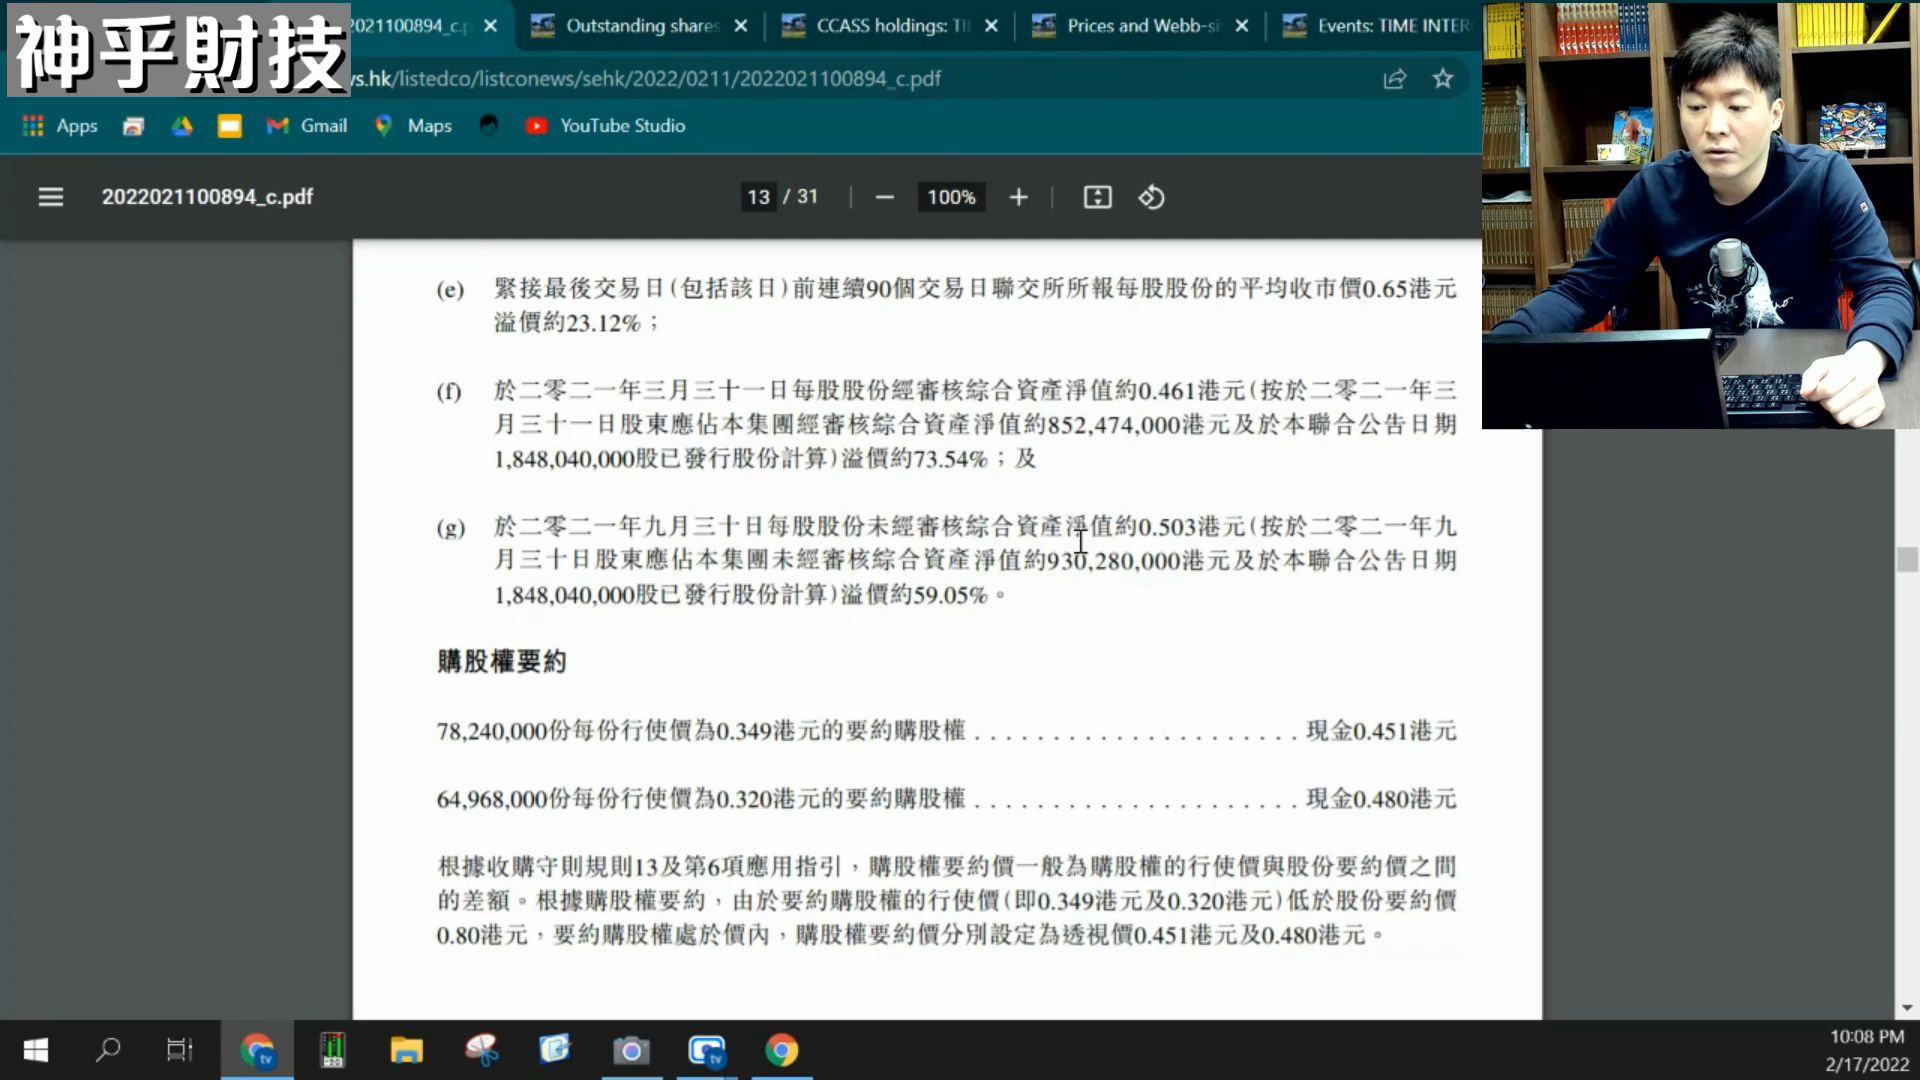 神乎財技
2021100894_c.p
Outstanding shares
CCASS holdings: TI
Prices and Webb-si
Events: TIME INTER
s.hk/listedco/listconews/sehk/2022/0211/2022021100894_c.pdf
Apps
Gmail
Maps
YouTube Studio
2022021100894_c.pdf
13 / 31
100%
(e) 緊接最後交易日(包括該日)前連續90個交易日聯交所所報每股股份的平均收市價0.65港元
溢價約23.12%；
(f) 於二零二一年三月三十一日每股股份經審核綜合資產淨值約0.461港元(按於二零二一年三
月三十一日股東應佔本集團經審核綜合資產淨值約852,474,000港元及於本聯合公告日期
1,848,040,000股已發行股份計算)溢價約73.54%；及
(g) 於二零二一年九月三十日每股股份未經審核綜合資產淨值約0.503港元(按於二零二一年九
月三十日股東應佔本集團未經審核綜合資產淨值約930,280,000港元及於本聯合公告日期
1,848,040,000股已發行股份計算)溢價約59.05%。
購股權要約
78,240,000份每份行使價為0.349港元的要約購股權 . . . . . . . . . . . . . . . . . . . . . . 現金0.451港元
64,968,000份每份行使價為0.320港元的要約購股權 . . . . . . . . . . . . . . . . . . . . . . 現金0.480港元
根據收購守則規則13及第6項應用指引，購股權要約價一般為購股權的行使價與股份要約價之間
的差額。根據購股權要約，由於要約購股權的行使價(即0.349港元及0.320港元)低於股份要約價
0.80港元，要約購股權處於價內，購股權要約價分別設定為透視價0.451港元及0.480港元。
tv
tv
10:08 PM
2/17/2022